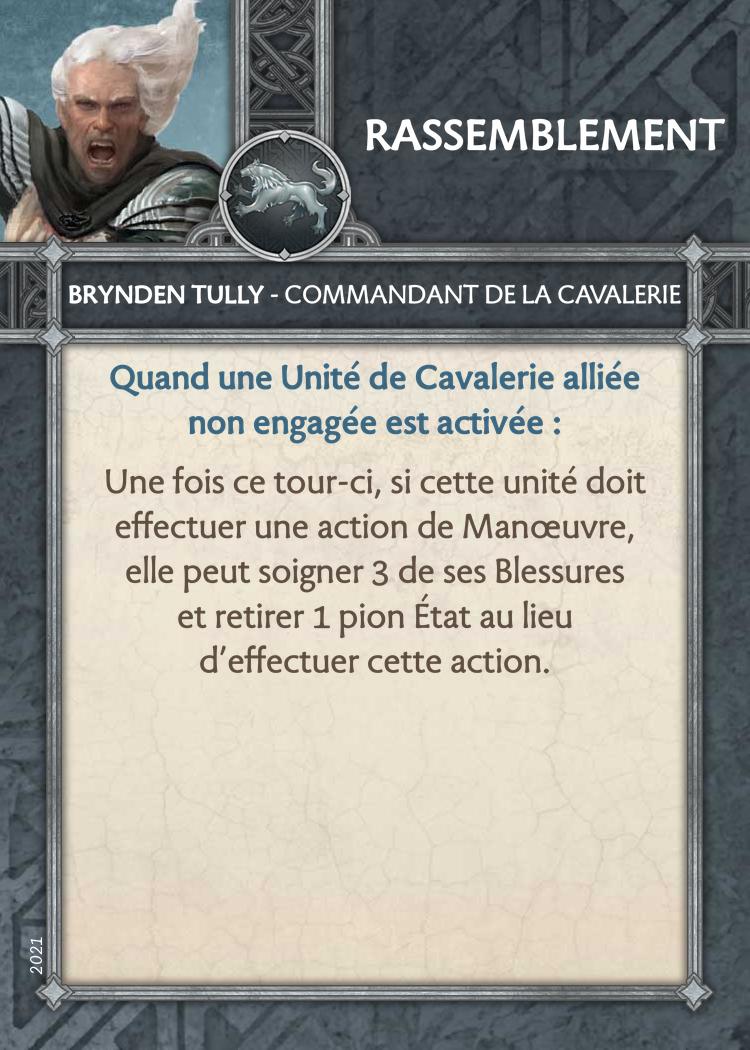 RASSEMBLEMENT
BRYNDEN TULLY - COMMANDANT DE LA CAVALERIE
Quand une Unité de Cavalerie alliée
non engagée est activée :
Une fois ce tour-ci, si cette unité doit
effectuer une action de Manœuvre,
elle peut soigner 3 de ses Blessures
et retirer 1 pion État au lieu
d’effectuer cette action.
2021